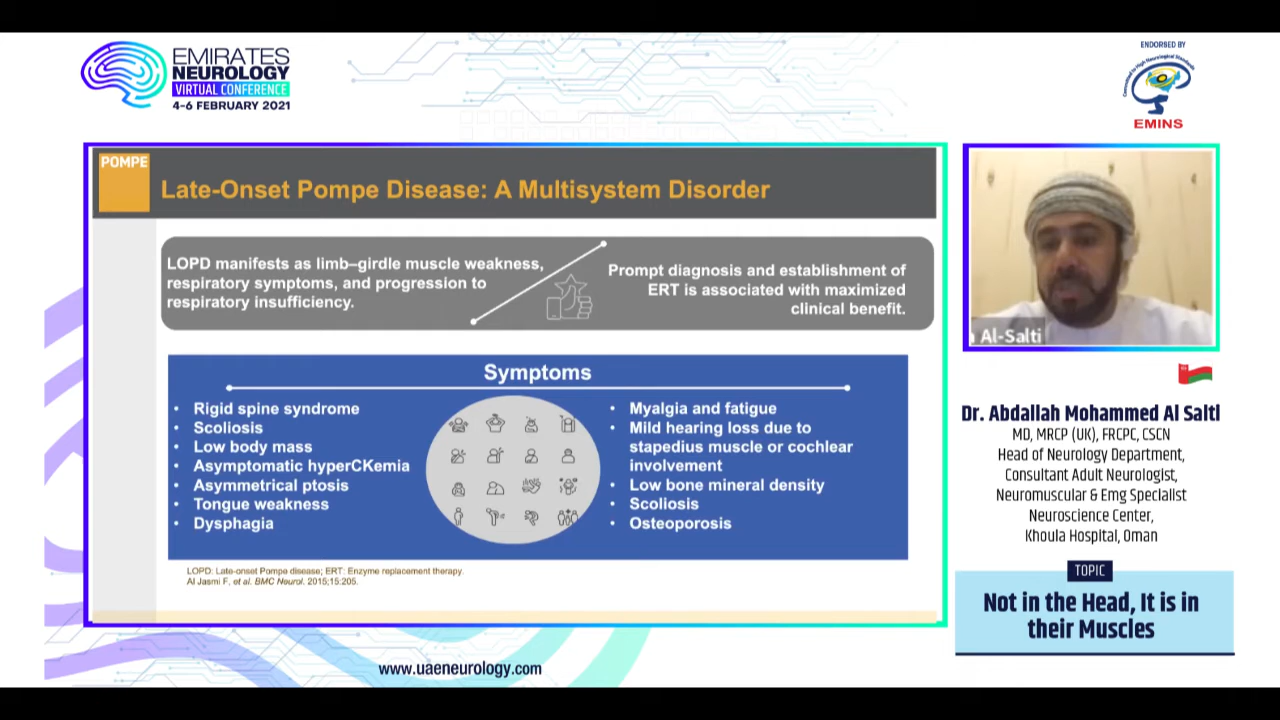 EMIRATES
NEUROLOGY
VIRTUAL CONFERENCE
4-6 FEBRUARY 2021
ENDORSED BY
Committed to High Neurological Standards
EMINS
POMPE
Late-Onset Pompe Disease: A Multisystem Disorder
LOPD manifests as limb–girdle muscle weakness,
respiratory symptoms, and progression to
respiratory insufficiency.
Prompt diagnosis and establishment of
ERT is associated with maximized
clinical benefit.
Symptoms
• Rigid spine syndrome
• Scoliosis
• Low body mass
• Asymptomatic hyperCKemia
• Asymmetrical ptosis
• Tongue weakness
• Dysphagia
• Myalgia and fatigue
• Mild hearing loss due to
stapedius muscle or cochlear
involvement
• Low bone mineral density
• Scoliosis
• Osteoporosis
LOPD: Late-onset Pompe disease; ERT: Enzyme replacement therapy.
Al Jasmi F, et al. BMC Neurol. 2015;15:205.
Al-Salti
Dr. Abdallah Mohammed Al Saltl
MD, MRCP (UK), FRCPC, CSCN
Head of Neurology Department,
Consultant Adult Neurologist,
Neuromuscular & Emg Specialist
Neuroscience Center,
Khoula Hospital, Oman
TOPIC
Not in the Head, It is in
their Muscles
www.uaeneurology.com